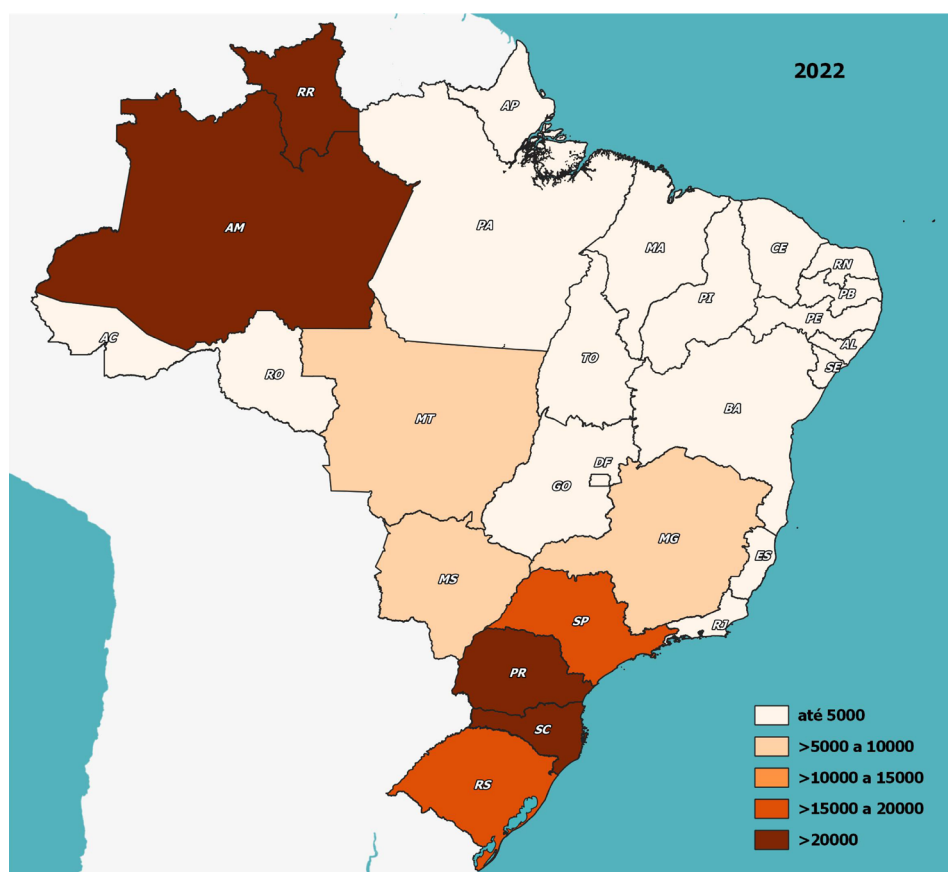 2022
RR
AP
AM
PA
MA
CE
RN
PI
PB
PE
AC
AL
TO
SE
RO
BA
MT
DF
GO
MG
ES
MS
SP
RJ
PR
SC
RS
até 5000
>5000 a 10000
>10000 a 15000
>15000 a 20000
>20000